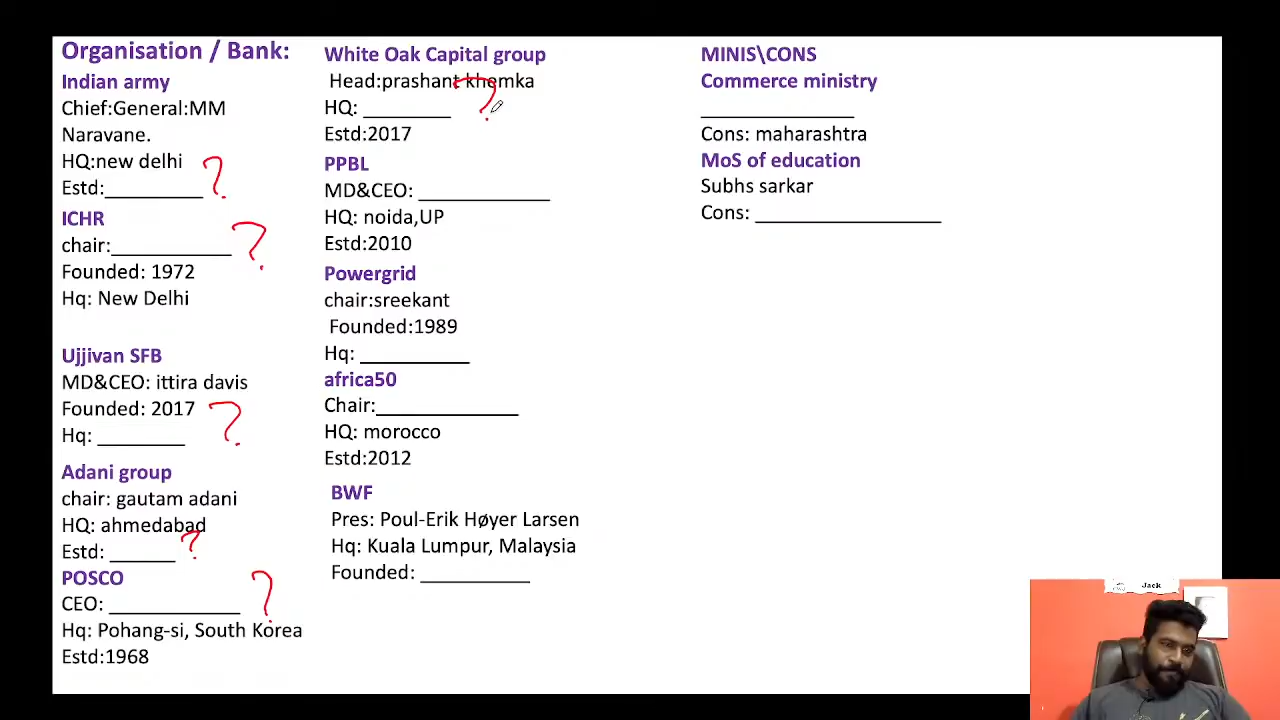 Organisation / Bank:
Indian army
Chief:General:MM
Naravane.
HQ:new delhi
Estd:__________ ?
ICHR
chair:____________ ?
Founded: 1972
Hq: New Delhi
Ujjivan SFB
MD&CEO: ittira davis
Founded: 2017
Hq: _________ ?
Adani group
chair: gautam adani
HQ: ahmedabad
Estd: _______ ?
POSCO
CEO: ______________ ?
Hq: Pohang-si, South Korea
Estd:1968
White Oak Capital group
Head:prashant khemka
HQ: _________ ?
Estd:2017
PPBL
MD&CEO: ______________
HQ: noida,UP
Estd:2010
Powergrid
chair:sreekant
Founded:1989
Hq: ____________
africa50
Chair:_______________
HQ: morocco
Estd:2012
BWF
Pres: Poul-Erik Høyer Larsen
Hq: Kuala Lumpur, Malaysia
Founded: ____________
MINIS\CONS
Commerce ministry
_________________
Cons: maharashtra
MoS of education
Subhs sarkar
Cons: ____________________
Jack